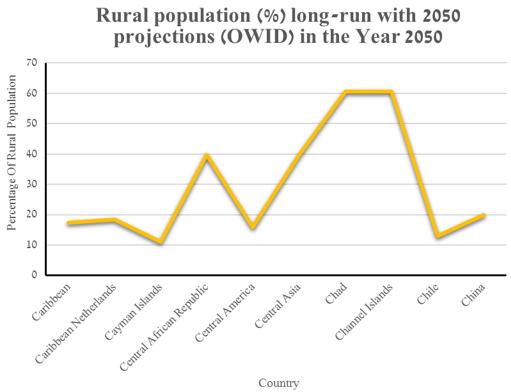 Rural population (%) long-run with 2050
projections (OWID) in the Year 2050
Percentage Of Rural Population
70
60
50
40
30
20
10
0
Caribbean
Caribbean Netherlands
Cayman Islands
Central African Republic
Central America
Central Asia
Chad
Channel Islands
Chile
China
Country